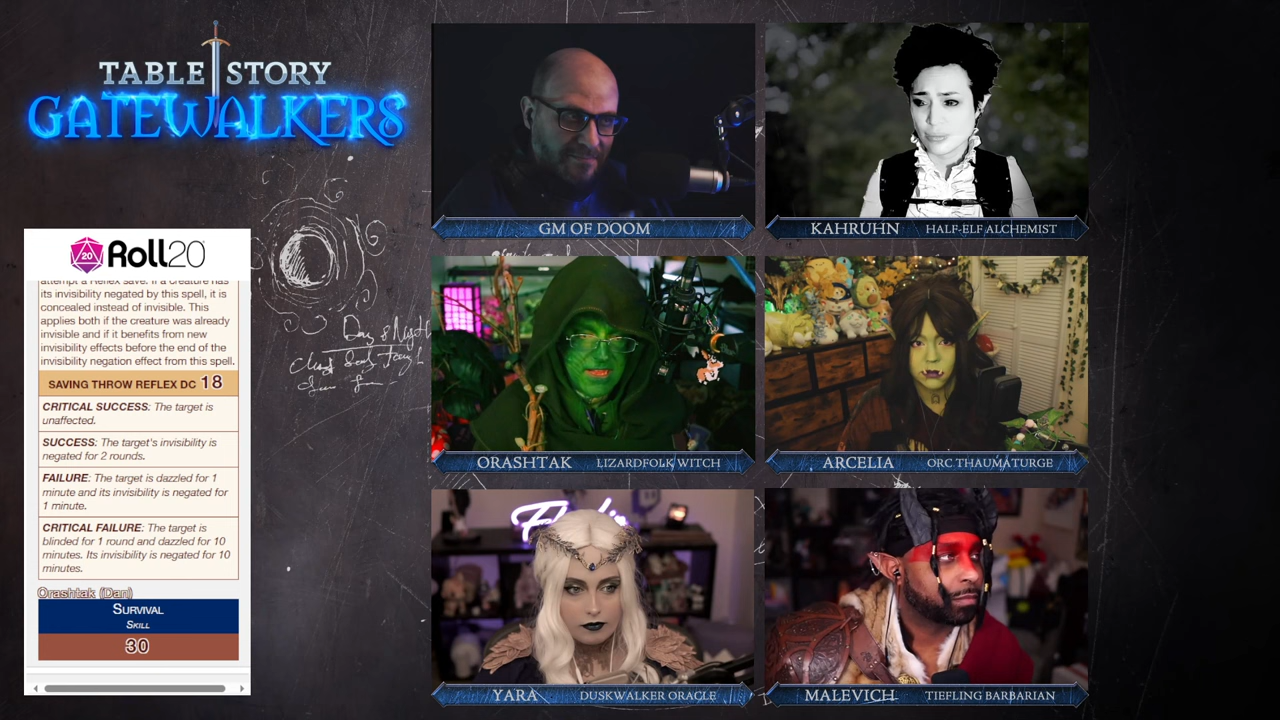 TABLE STORY
GATEWALKERS
20
Roll20
attempt a Reflex save. If a creature has
its invisibility negated by this spell, it is
concealed instead of invisible. This
applies both if the creature was already
invisible and if it benefits from new
invisibility effects before the end of the
invisibility negation effect from this spell.
SAVING THROW REFLEX DC 18
CRITICAL SUCCESS: The target is
unaffected.
SUCCESS: The target's invisibility is
negated for 2 rounds.
FAILURE: The target is dazzled for 1
minute and its invisibility is negated for
1 minute.
CRITICAL FAILURE: The target is
blinded for 1 round and dazzled for 10
minutes. Its invisibility is negated for 10
minutes.
Orashtak (Dan)
SURVIVAL
SKILL
30
GM OF DOOM
KAHRUHN HALF-ELF ALCHEMIST
ORASHTAK LIZARDFOLK WITCH
ARCELIA ORC THAUMATURGE
YARA DUSKWALKER ORACLE
MALEVICH TIEFLING BARBARIAN